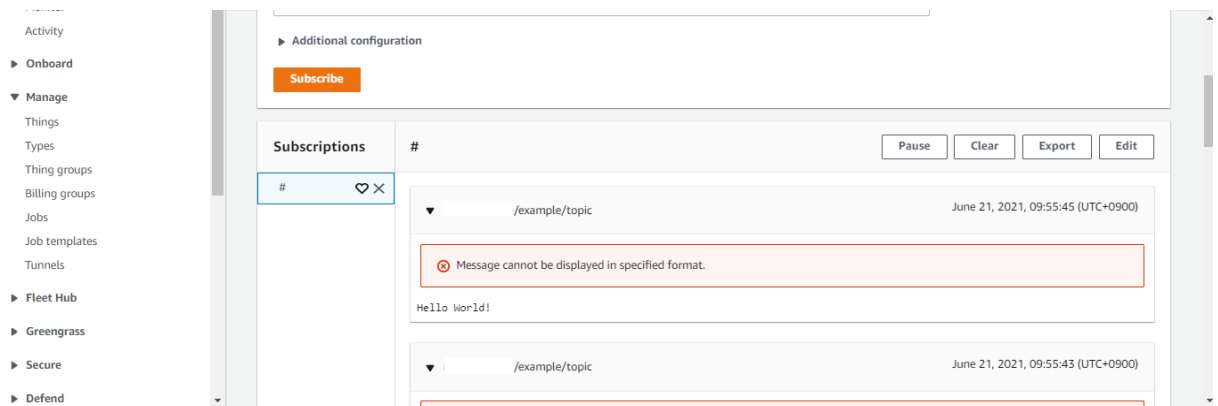 Activity
Onboard
Manage
Things
Types
Thing groups
Billing groups
Jobs
Job templates
Tunnels
Fleet Hub
Greengrass
Secure
Defend
Additional configuration
Subscribe
Subscriptions
#
Pause Clear Export Edit
#
/example/topic June 21, 2021, 09:55:45 (UTC+0900)
Message cannot be displayed in specified format.
Hello World!
/example/topic June 21, 2021, 09:55:43 (UTC+0900)